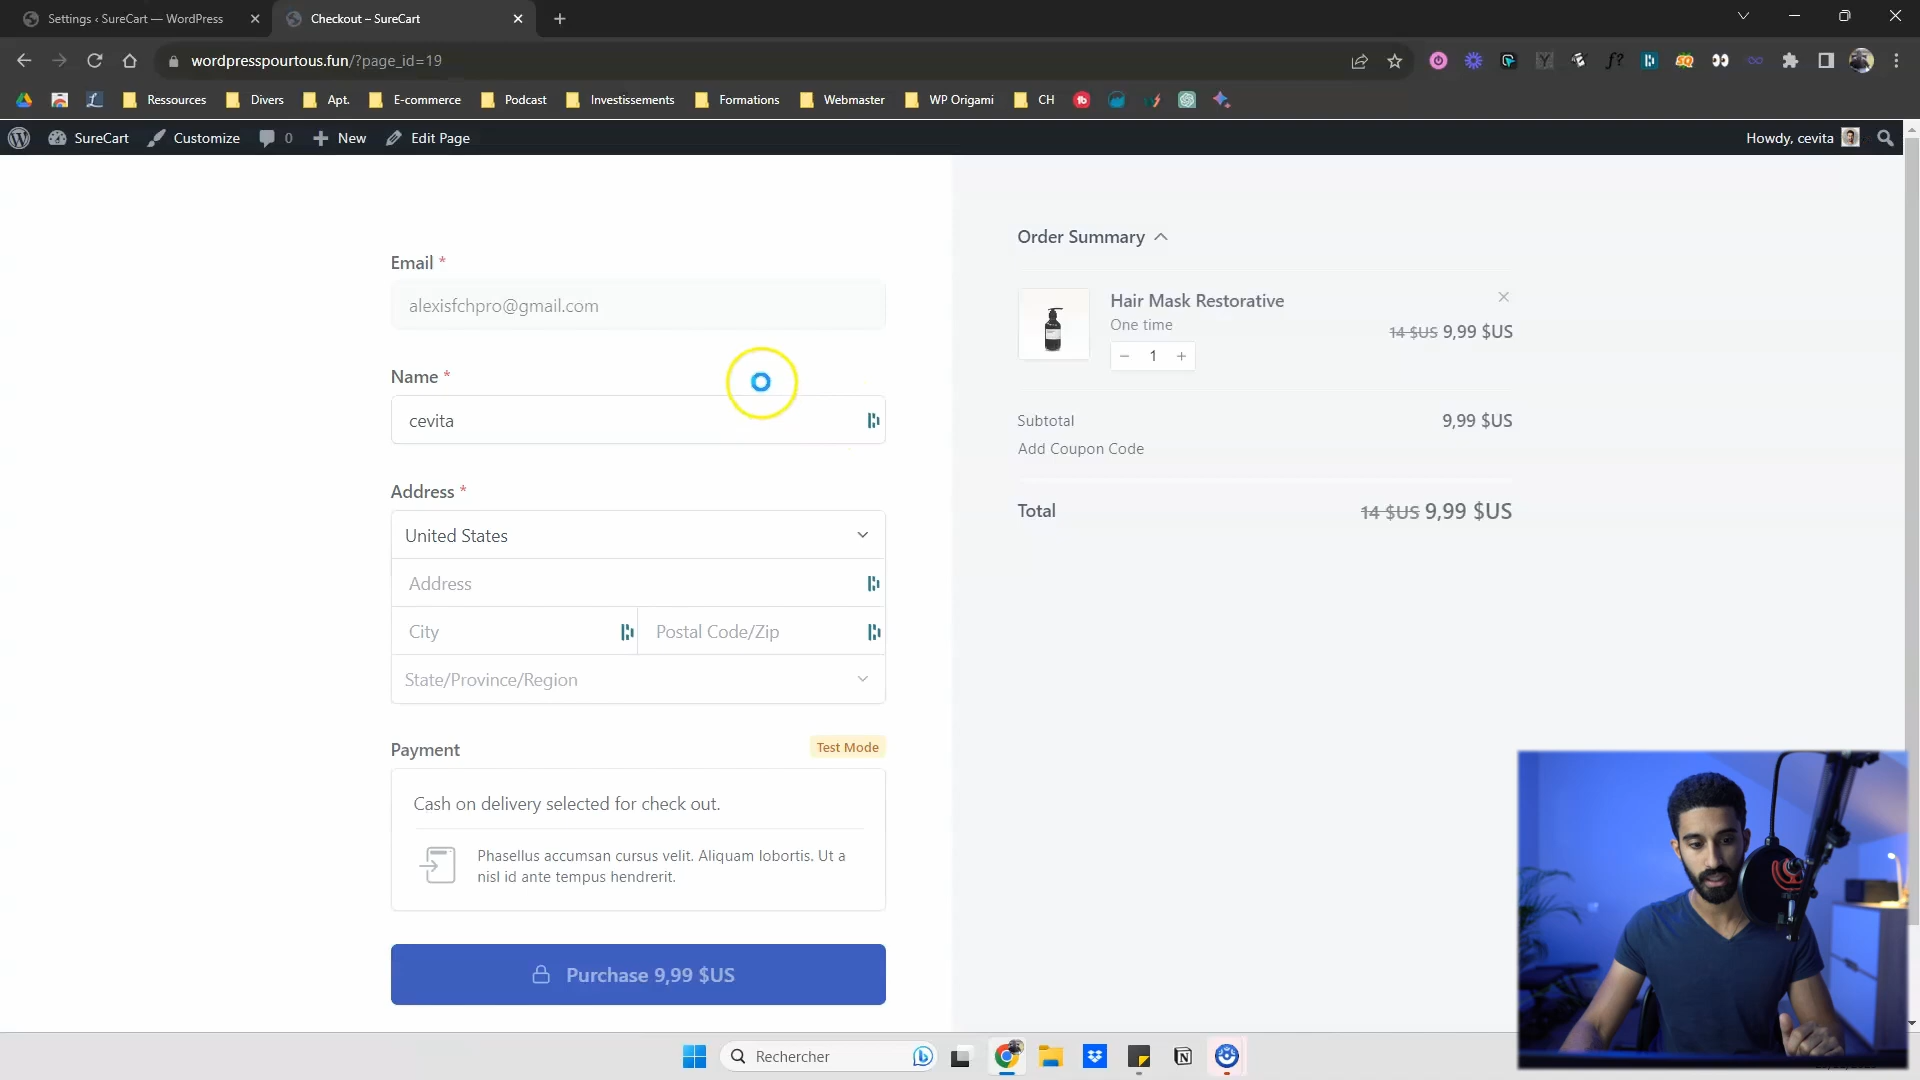 Settings ‹ SureCart — WordPress
Checkout – SureCart
wordpresspourtous.fun/?page_id=19
Ressources
Divers
Apt.
E-commerce
Podcast
Investissements
Formations
Webmaster
WP Origami
CH
SureCart
Customize
0
New
Edit Page
Howdy, cevita
Email *
alexisfchpro@gmail.com
Name *
cevita
Address *
United States
Address
City
Postal Code/Zip
State/Province/Region
Payment
Test Mode
Cash on delivery selected for check out.
Phasellus accumsan cursus velit. Aliquam lobortis. Ut a
nisl id ante tempus hendrerit.
Purchase 9,99 $US
Order Summary
Hair Mask Restorative
One time
14 $US 9,99 $US
1
Subtotal
9,99 $US
Add Coupon Code
Total
14 $US 9,99 $US
Rechercher